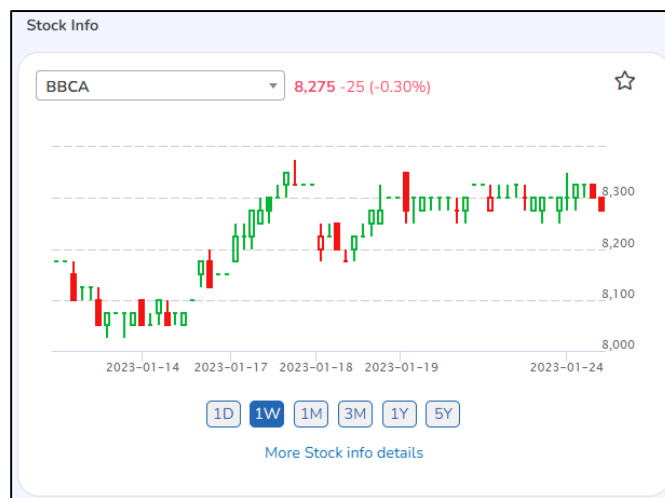 Stock Info
BBCA 8,275 -25 (-0.30%)
8,300
8,200
8,100
8,000
2023-01-14 2023-01-17 2023-01-18 2023-01-19 2023-01-24
1D 1W 1M 3M 1Y 5Y
More Stock info details